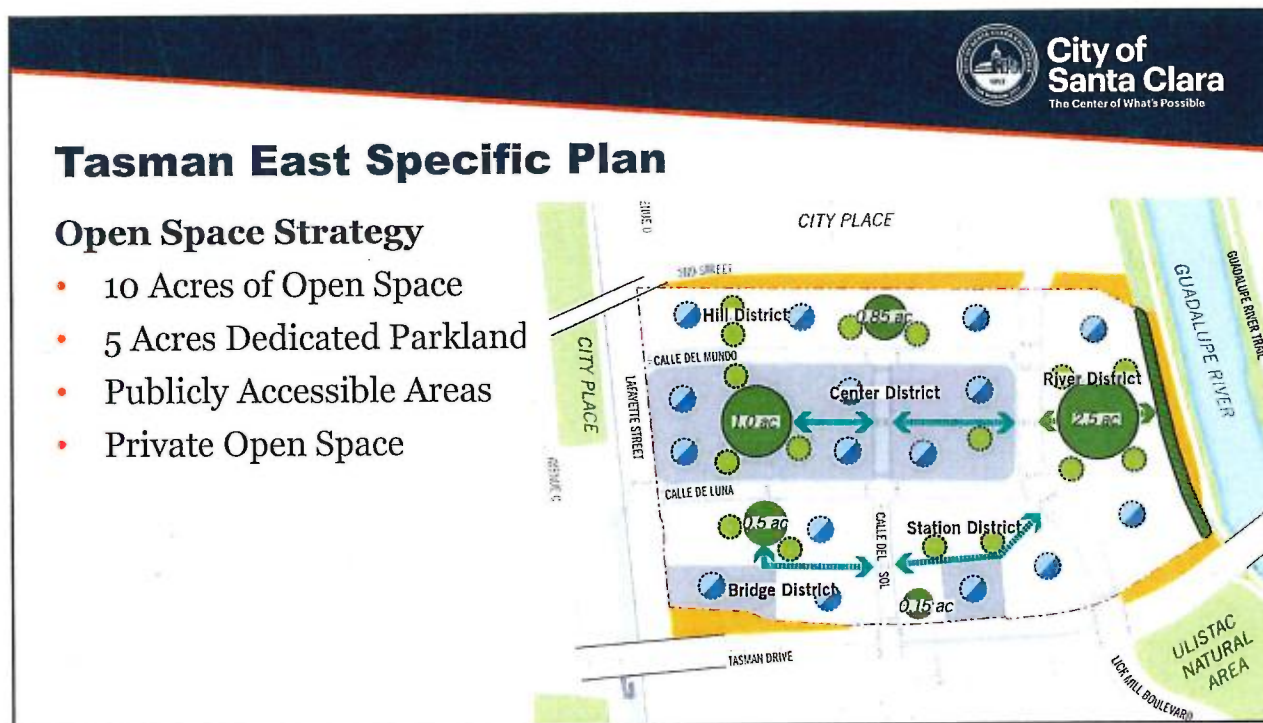 City of
Santa Clara
The Center of What's Possible
Tasman East Specific Plan
Open Space Strategy
• 10 Acres of Open Space
• 5 Acres Dedicated Parkland
• Publicly Accessible Areas
• Private Open Space
CITY PLACE
GUADALUPE RIVER TRAIL
GUADALUPE RIVER
Hill District
0.85 ac
CITY PLACE
LAFAYETTE STREET
CALLE DEL MUNDO
Center District
River District
1.0 ac
2.5 ac
CALLE DE LUNA
0.5 ac
CALLE DEL SOL
Station District
Bridge District
0.15 ac
TASMAN DRIVE
LICK MILL BOULEVARD
ULISTAC
NATURAL
AREA